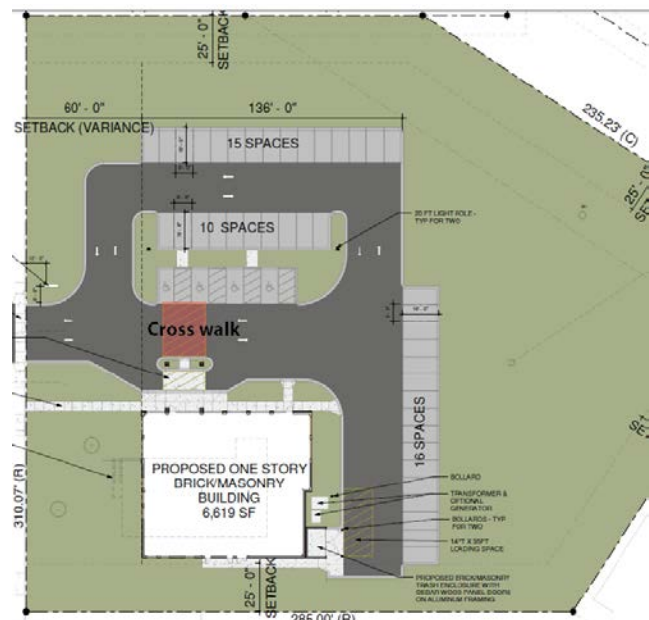 25' - 0"
SETBACK
60' - 0"
136' - 0"
SETBACK (VARIANCE)
235.23' (C)
25' - 0"
15 SPACES
10 SPACES
20 FT LIGHT POLE -
TYP FOR TWO
Cross walk
16 SPACES
PROPOSED ONE STORY
BRICK/MASONRY
BUILDING
6,619 SF
BOLLARD
TRANSFORMER &
OPTIONAL
GENERATOR
BOLLARDS - TYP
FOR TWO
LOADING SPACE
PROPOSED BRICK/MASONRY
TRASH ENCLOSURE WITH
CEDAR WOOD PANEL DOORS
ON ALUMINUM FRAMING
310.07' (R)
25' - 0"
SETBACK
285.00' (R)